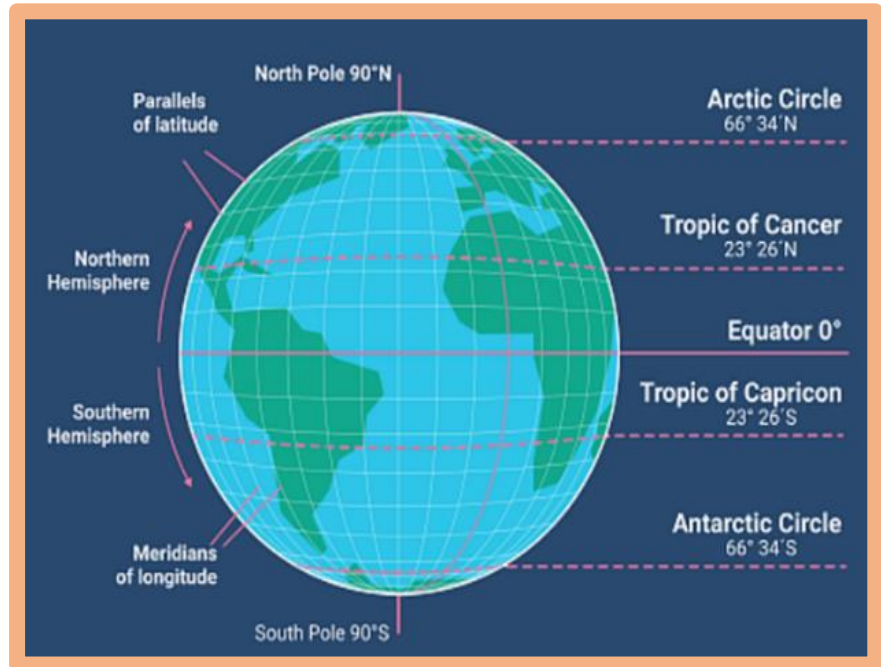 North Pole 90°N
Parallels
of latitude
Arctic Circle
66° 34´N
Northern
Hemisphere
Tropic of Cancer
23° 26´N
Equator 0°
Southern
Hemisphere
Tropic of Capricon
23° 26´S
Meridians
of longitude
Antarctic Circle
66° 34´S
South Pole 90°S